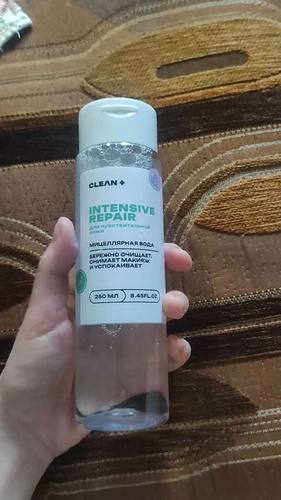 CLEAN +
INTENSIVE
REPAIR
для чувствительной
кожи
МИЦЕЛЛЯРНАЯ ВОДА
БЕРЕЖНО ОЧИЩАЕТ,
СНИМАЕТ МАКИЯЖ
И УСПОКАИВАЕТ
250 МЛ
8.45FL.OZ